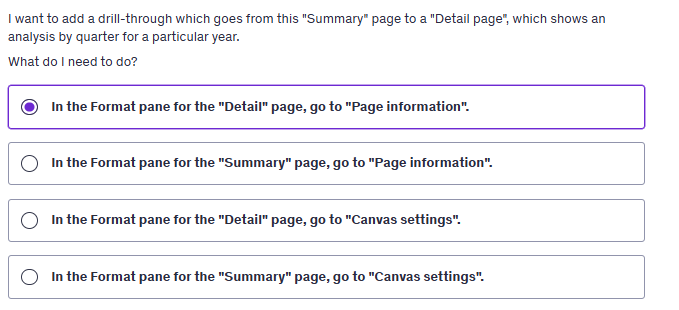 I want to add a drill-through which goes from this "Summary" page to a "Detail page", which shows an
analysis by quarter for a particular year.
What do I need to do?
In the Format pane for the "Detail" page, go to "Page information".
In the Format pane for the "Summary" page, go to "Page information".
In the Format pane for the "Detail" page, go to "Canvas settings".
In the Format pane for the "Summary" page, go to "Canvas settings".